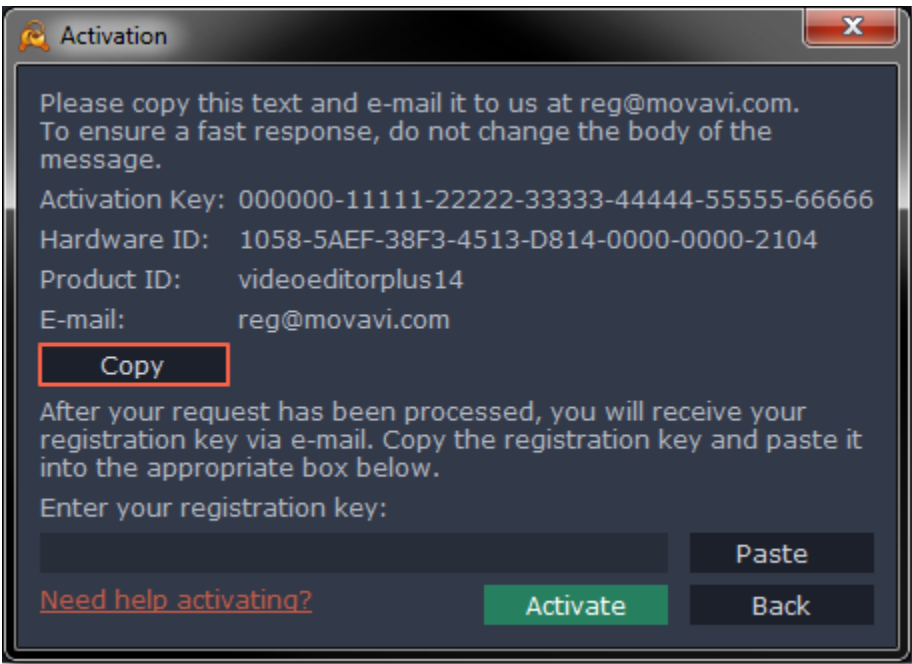 Activation
Please copy this text and e-mail it to us at reg@movavi.com.
To ensure a fast response, do not change the body of the
message.
Activation Key: 000000-11111-22222-33333-44444-55555-66666
Hardware ID: 1058-5AEF-38F3-4513-D814-0000-0000-2104
Product ID: videoeditorplus14
E-mail: reg@movavi.com
Copy
After your request has been processed, you will receive your
registration key via e-mail. Copy the registration key and paste it
into the appropriate box below.
Enter your registration key:
Paste
Need help activating? Activate Back